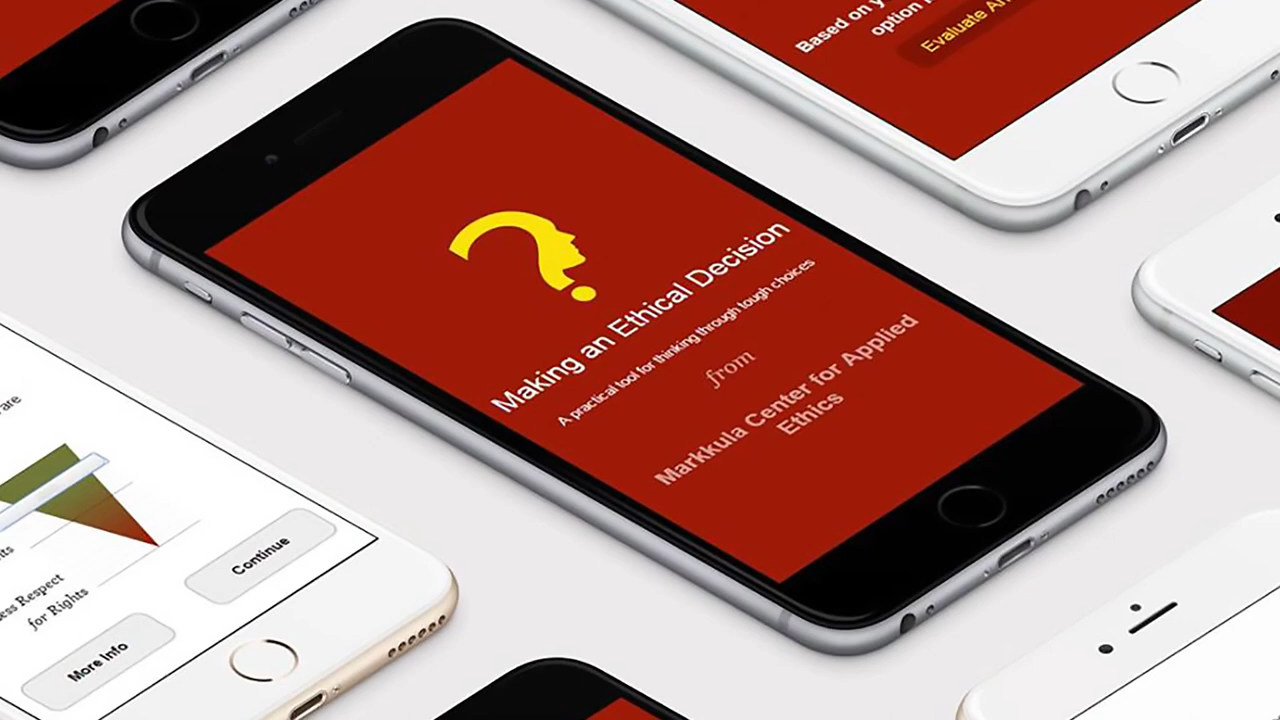 Based on
option
Evaluate
Making an Ethical Decision
A practical tool for thinking through tough choices
from
Markkula Center for Applied
Ethics
Respect
for Rights
Continue
More Info